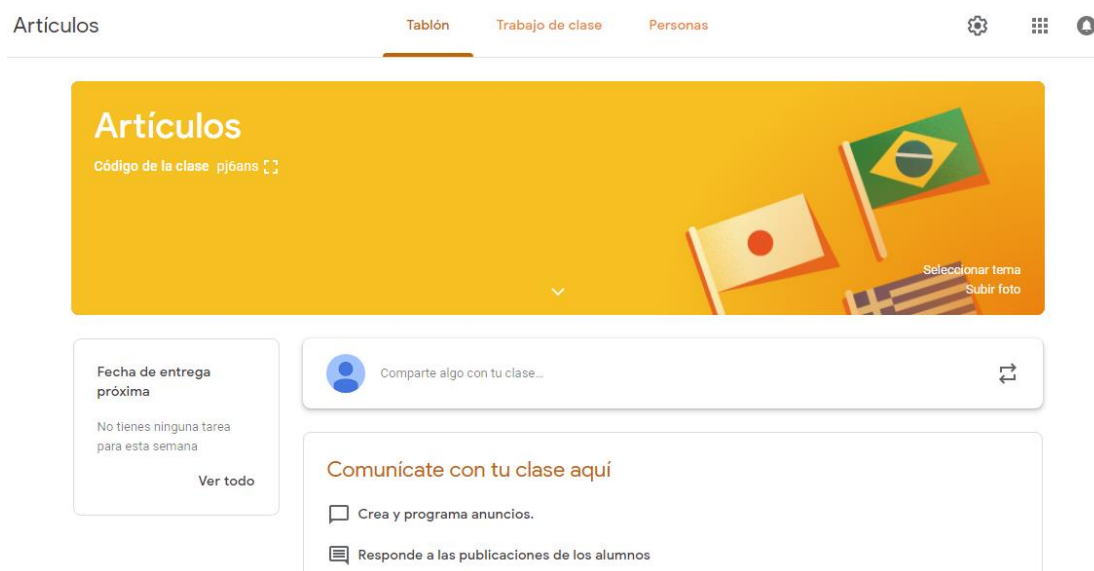 Artículos
Tablón
Trabajo de clase
Personas
Artículos
Código de la clase pj6ans
Seleccionar tema
Subir foto
Fecha de entrega
próxima
No tienes ninguna tarea
para esta semana
Ver todo
Comparte algo con tu clase...
Comunícate con tu clase aquí
Crea y programa anuncios.
Responde a las publicaciones de los alumnos